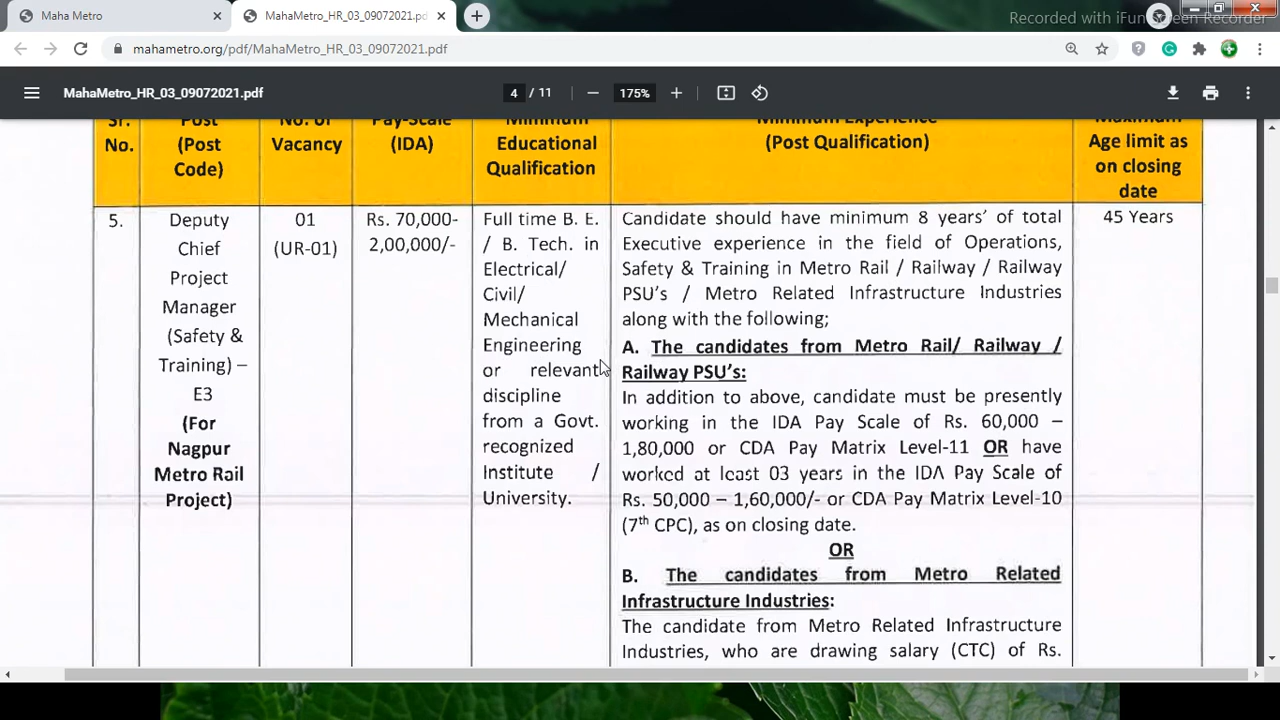 Maha Metro
MahaMetro_HR_03_09072021.pd
Recorded with iFun Screen Recorder
mahametro.org/pdf/MahaMetro_HR_03_09072021.pdf
MahaMetro_HR_03_09072021.pdf
4 / 11
175%
Sr. No.
Post (Post Code)
No. of Vacancy
Pay-Scale (IDA)
Minimum Educational Qualification
Minimum Experience (Post Qualification)
Maximum Age limit as on closing date
5.
Deputy
Chief
Project
Manager
(Safety &
Training) –
E3
(For
Nagpur
Metro Rail
Project)
01
(UR-01)
Rs. 70,000-
2,00,000/-
Full time B. E.
/ B. Tech. in
Electrical/
Civil/
Mechanical
Engineering
or relevant
discipline
from a Govt.
recognized
Institute /
University.
Candidate should have minimum 8 years’ of total
Executive experience in the field of Operations,
Safety & Training in Metro Rail / Railway / Railway
PSU’s / Metro Related Infrastructure Industries
along with the following;
A. The candidates from Metro Rail/ Railway /
Railway PSU’s:
In addition to above, candidate must be presently
working in the IDA Pay Scale of Rs. 60,000 –
1,80,000 or CDA Pay Matrix Level-11 OR have
worked at least 03 years in the IDA Pay Scale of
Rs. 50,000 – 1,60,000/- or CDA Pay Matrix Level-10
(7th CPC), as on closing date.
OR
B. The candidates from Metro Related
Infrastructure Industries:
The candidate from Metro Related Infrastructure
Industries, who are drawing salary (CTC) of Rs.
45 Years